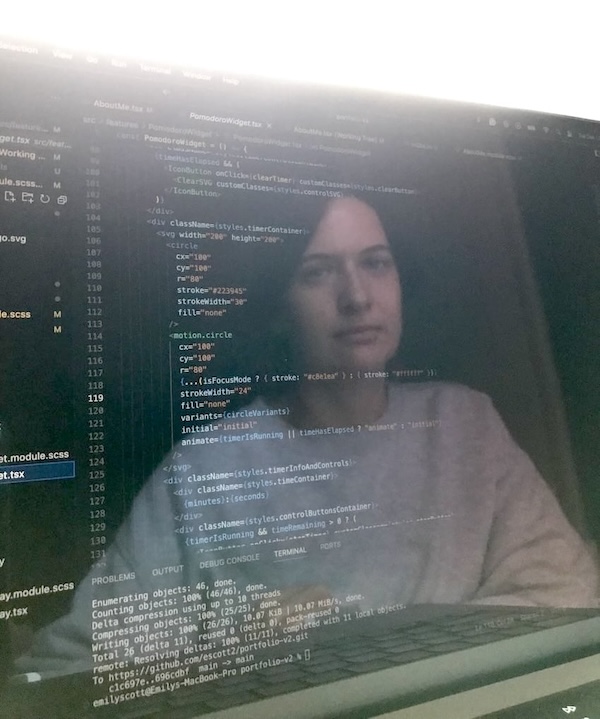 AboutMe.tsx M
PomodoroWidget.tsx
src > features > PomodoroWidget
PomodoroWidget = () => {
get.tsx src/feat... M
Working ... M
U
ule.scss... M
go.svg
le.scss M
M
et.module.scss
et.tsx
ay.module.scss
ay.tsx
{timeHasElapsed && (
<IconButton onClick={clearTimer} customClasses={styles.clearButton}
<ClearSVG customClasses={styles.controlSVG}
</IconButton>
)}
102
103 </div>
104 <div className={styles.timerContainer}>
105 <svg width="200" height="200">
106 <circle
107 cx="100"
108 cy="100"
109 r="80"
110 stroke="#223945"
111 strokeWidth="30"
112 fill="none"
113 />
114 <motion.circle
115 cx="100"
116 cy="100"
117 r="80"
118 {...(isFocusMode ? { stroke: "#c8e1ea" } : { stroke: })}
119 strokeWidth="24"
120 fill="none"
121 variants={circleVariants}
122 initial="initial"
123 animate={timerIsRunning || timeHasElapsed ? "animate" : "initial"}
124 />
125 </svg>
126 <div className={styles.timerInfoAndControls}>
127 <div className={styles.timeContainer}>
128 {minutes}:{seconds}
129 </div>
130 <div className={styles.controlButtonsContainer}>
131 {timerIsRunning && timeRemaining > 0 ? (
PROBLEMS OUTPUT DEBUG CONSOLE TERMINAL PORTS
Enumerating objects: 46, done.
Counting objects: 100% (46/46), done.
Delta compression using up to 10 threads
Compressing objects: 100% (25/25), done.
Writing objects: 100% (26/26), 10.07 KiB | 10.07 MiB/s, done.
Total 26 (delta 11), reused 0 (delta 0), pack-reused 0
remote: Resolving deltas: 100% (11/11), completed with 11 local objects.
To https://github.com/escott2/portfolio-v2.git
c1c697e..696cdbf main -> main
emilyscott@Emilys-MacBook-Pro portfolio-v2 %